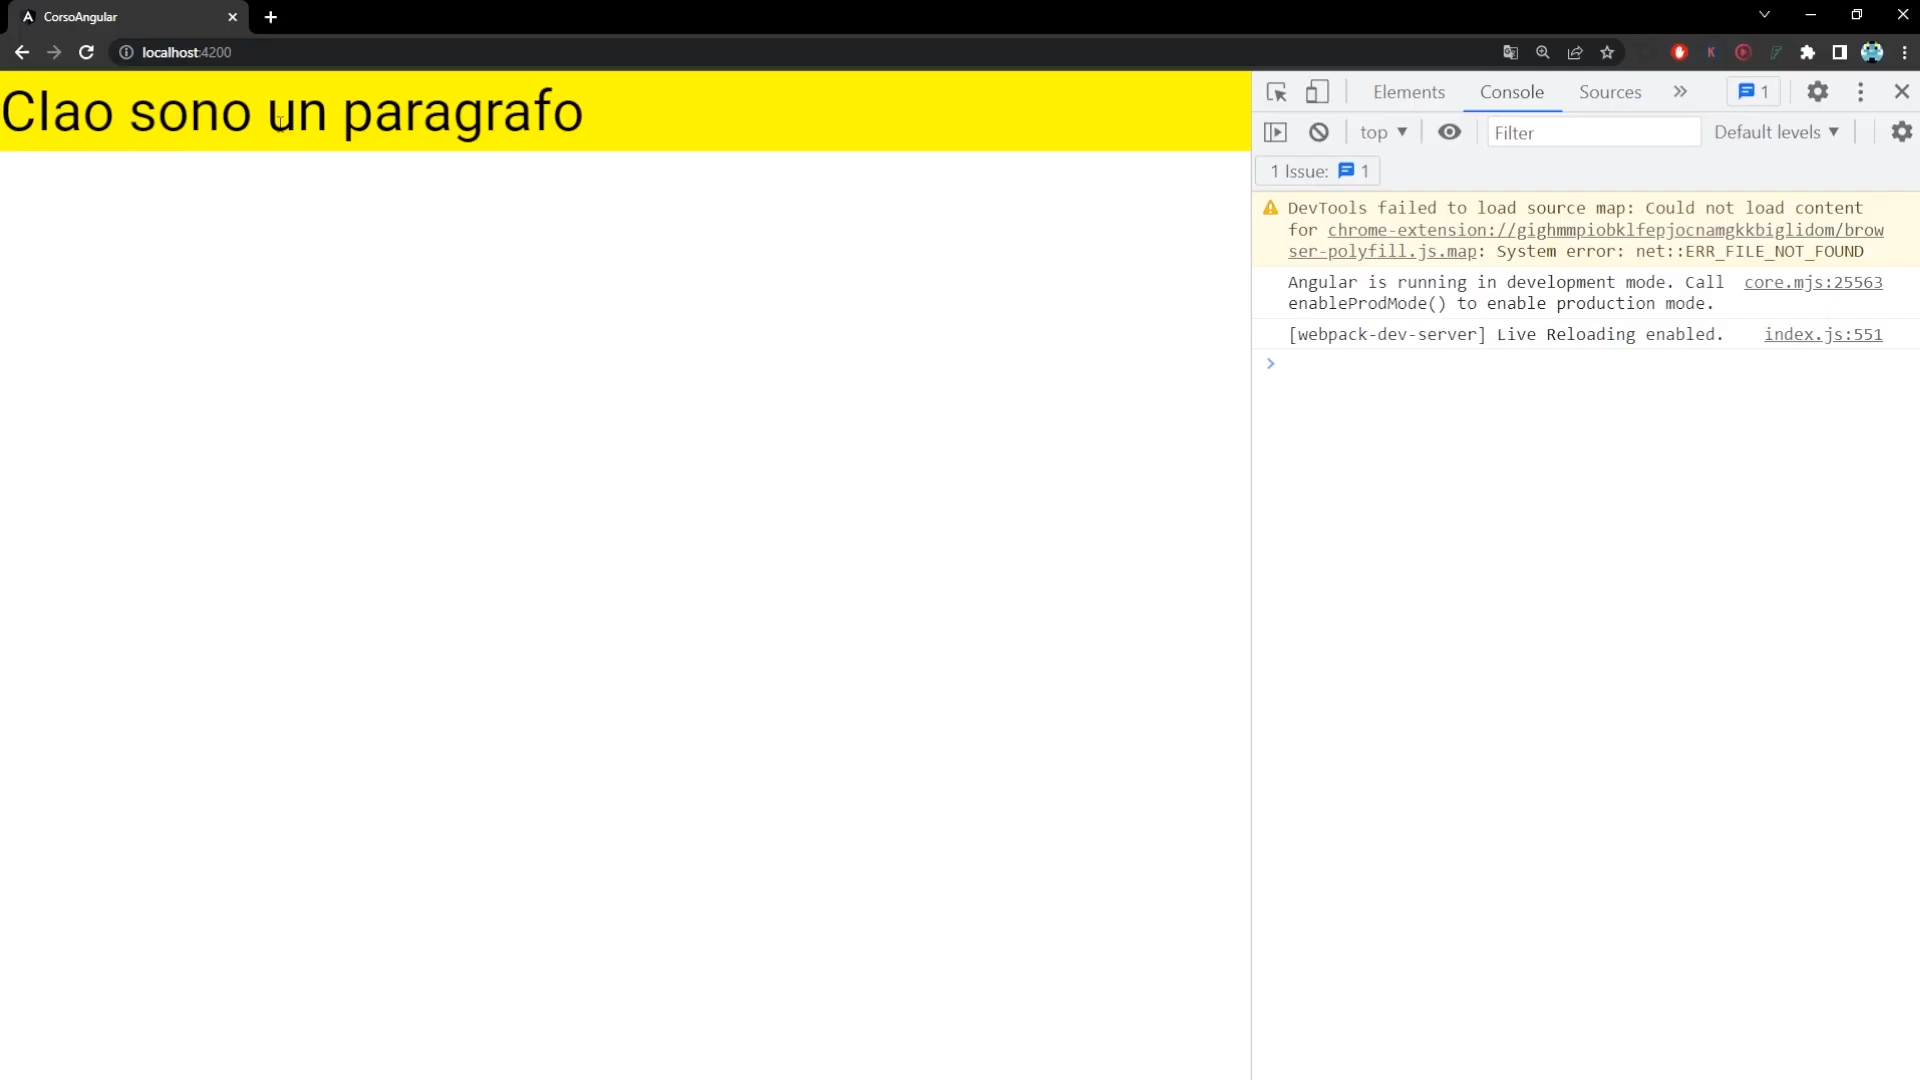 CorsoAngular
localhost:4200
CIao sono un paragrafo
Elements
Console
Sources
1
top
Filter
Default levels
1 Issue:
1
DevTools failed to load source map: Could not load content
for chrome-extension://gighmmpiobklfepjocnamgkkbiglidom/brow
ser-polyfill.js.map: System error: net::ERR_FILE_NOT_FOUND
Angular is running in development mode. Call core.mjs:25563
enableProdMode() to enable production mode.
[webpack-dev-server] Live Reloading enabled. index.js:551